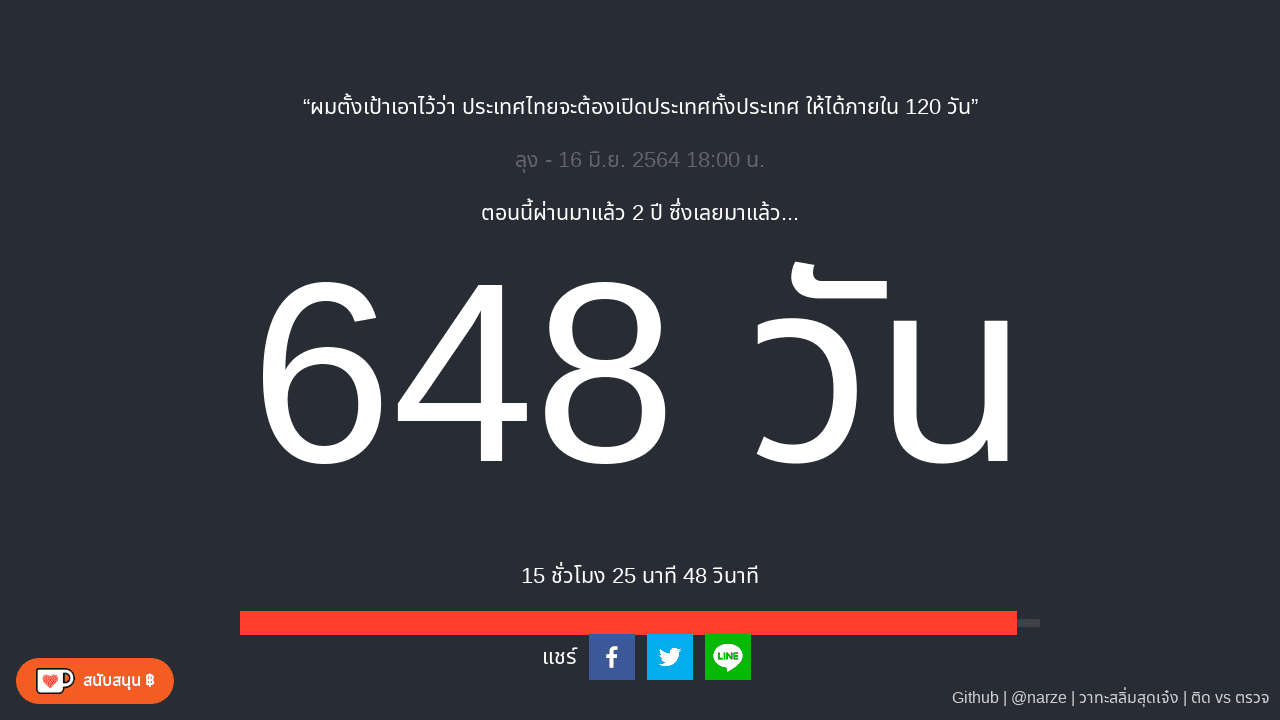 “ผมตั้งเป้าเอาไว้ว่า ประเทศไทยจะต้องเปิดประเทศทั้งประเทศ ให้ได้ภายใน 120 วัน”
ลุง - 16 มิ.ย. 2564 18:00 น.
ตอนนี้ผ่านมาแล้ว 2 ปี ซึ่งเลยมาแล้ว...
648 วัน
15 ชั่วโมง 25 นาที 48 วินาที
แชร์ LINE
สนับสนุน ฿
Github | @narze | วาทะสลิ่มสุดเจ๋ง | ติด vs ตรวจ